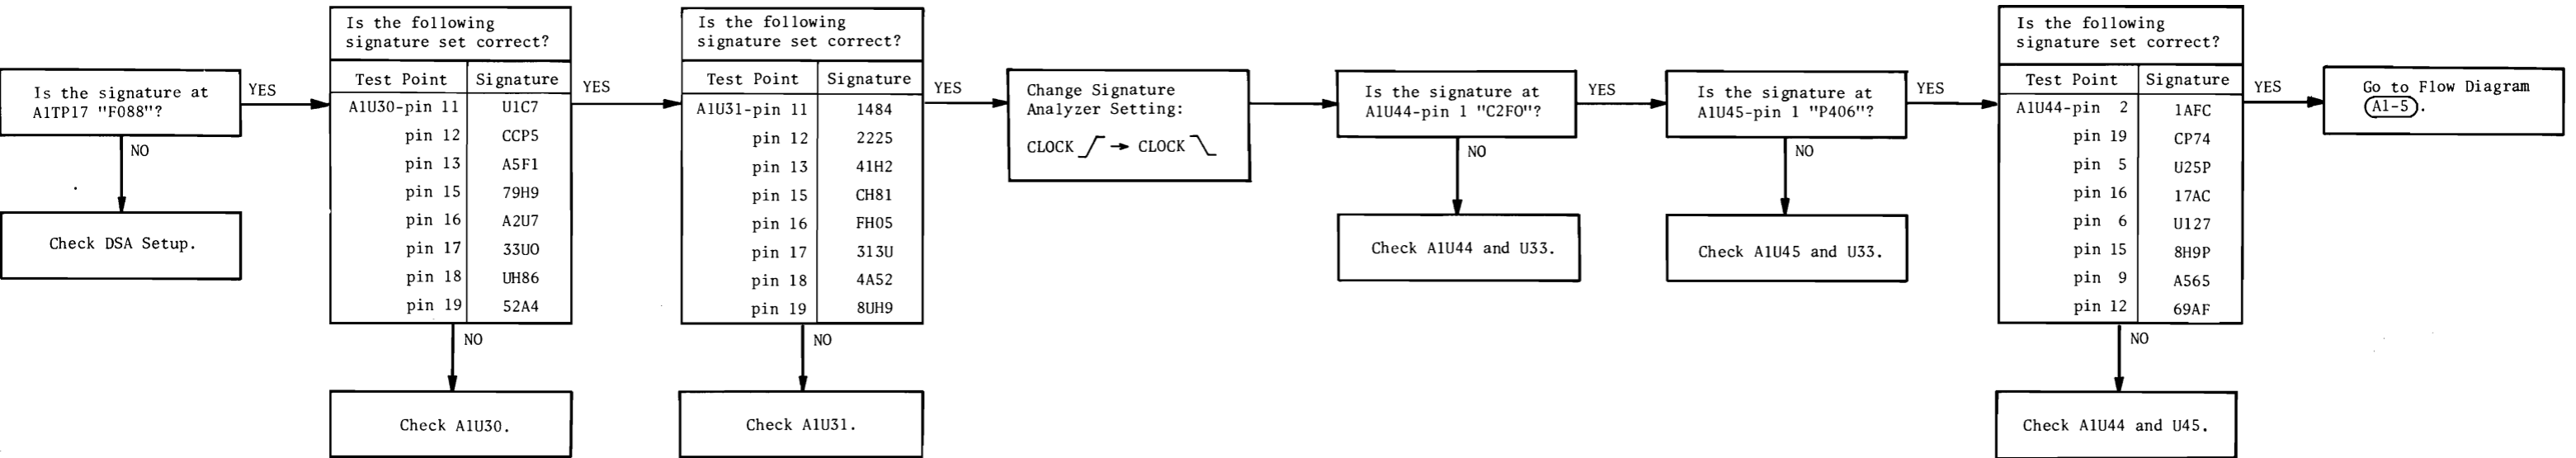 Is the signature at
A1TP17 "F088"?
YES
NO
Check DSA Setup.
Is the following
signature set correct?
Test Point Signature
A1U30-pin 11 U1C7
pin 12 CCP5
pin 13 A5F1
pin 15 79H9
pin 16 A2U7
pin 17 33U0
pin 18 UH86
pin 19 52A4
YES
NO
Check A1U30.
Is the following
signature set correct?
Test Point Signature
A1U31-pin 11 1484
pin 12 2225
pin 13 41H2
pin 15 CH81
pin 16 FH05
pin 17 313U
pin 18 4A52
pin 19 8UH9
YES
NO
Check A1U31.
Change Signature
Analyzer Setting:
CLOCK → CLOCK
Is the signature at
A1U44-pin 1 "C2F0"?
YES
NO
Check A1U44 and U33.
Is the signature at
A1U45-pin 1 "P406"?
YES
NO
Check A1U45 and U33.
Is the following
signature set correct?
Test Point Signature
A1U44-pin 2 1AFC
pin 19 CP74
pin 5 U25P
pin 16 17AC
pin 6 U127
pin 15 8H9P
pin 9 A565
pin 12 69AF
YES
NO
Check A1U44 and U45.
Go to Flow Diagram
A1-5.